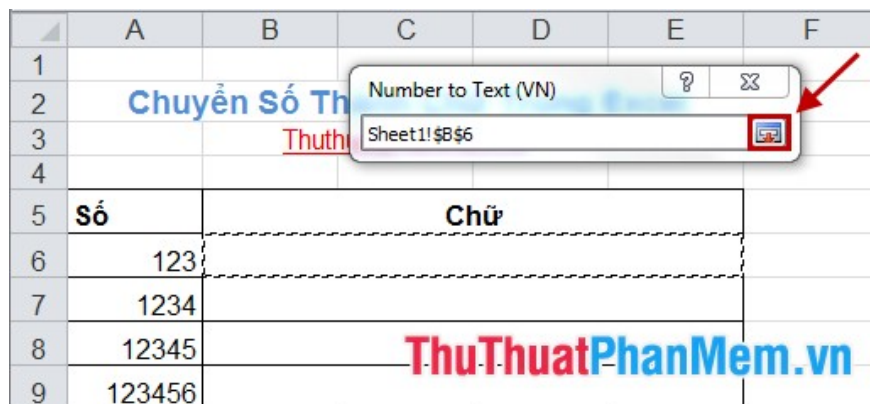 A B C D E F
1
Number to Text (VN)
2 Chuyển Số Th
Sheet1!$B$6
3
4
5 Số Chữ
6 123
7 1234
8 12345
ThuThuatPhanMem.vn
9 123456